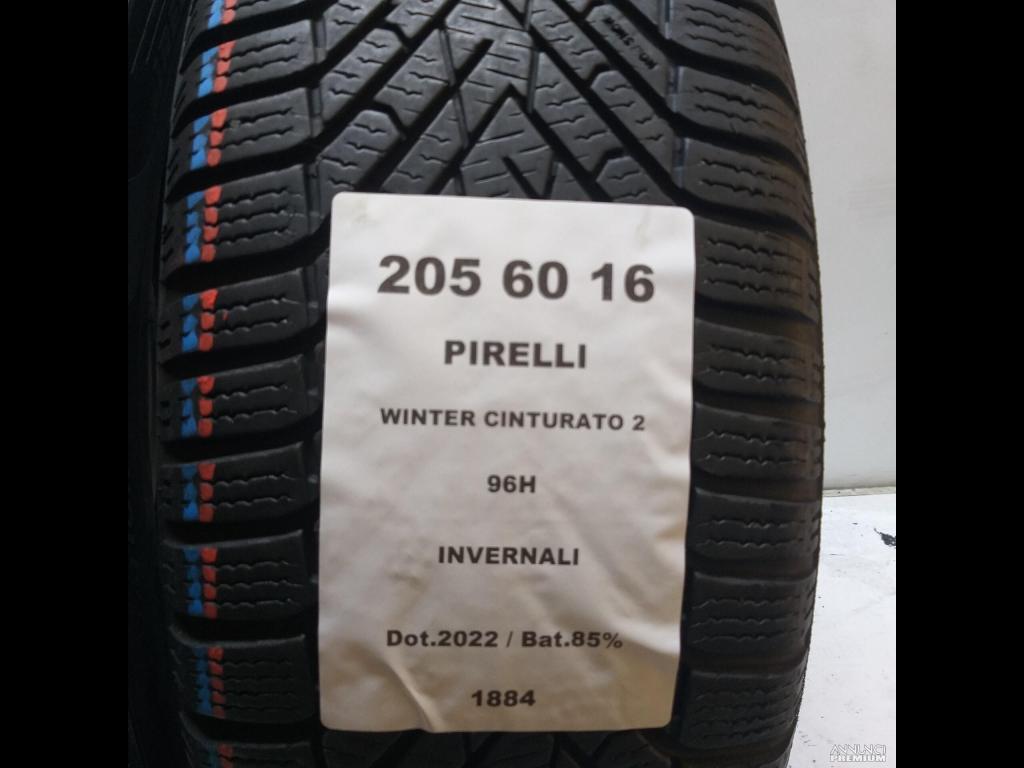 205 60 16
PIRELLI
WINTER CINTURATO 2
96H
INVERNALI
Dot.2022 / Bat.85%
1884
ANNUNCI
PREMIUM